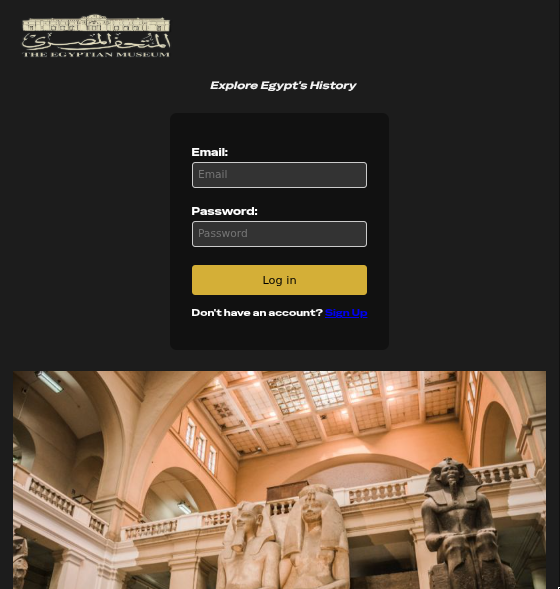 المتحف المصري
THE EGYPTIAN MUSEUM
Explore Egypt's History
Email:
Email
Password:
Password
Log in
Don't have an account? Sign Up